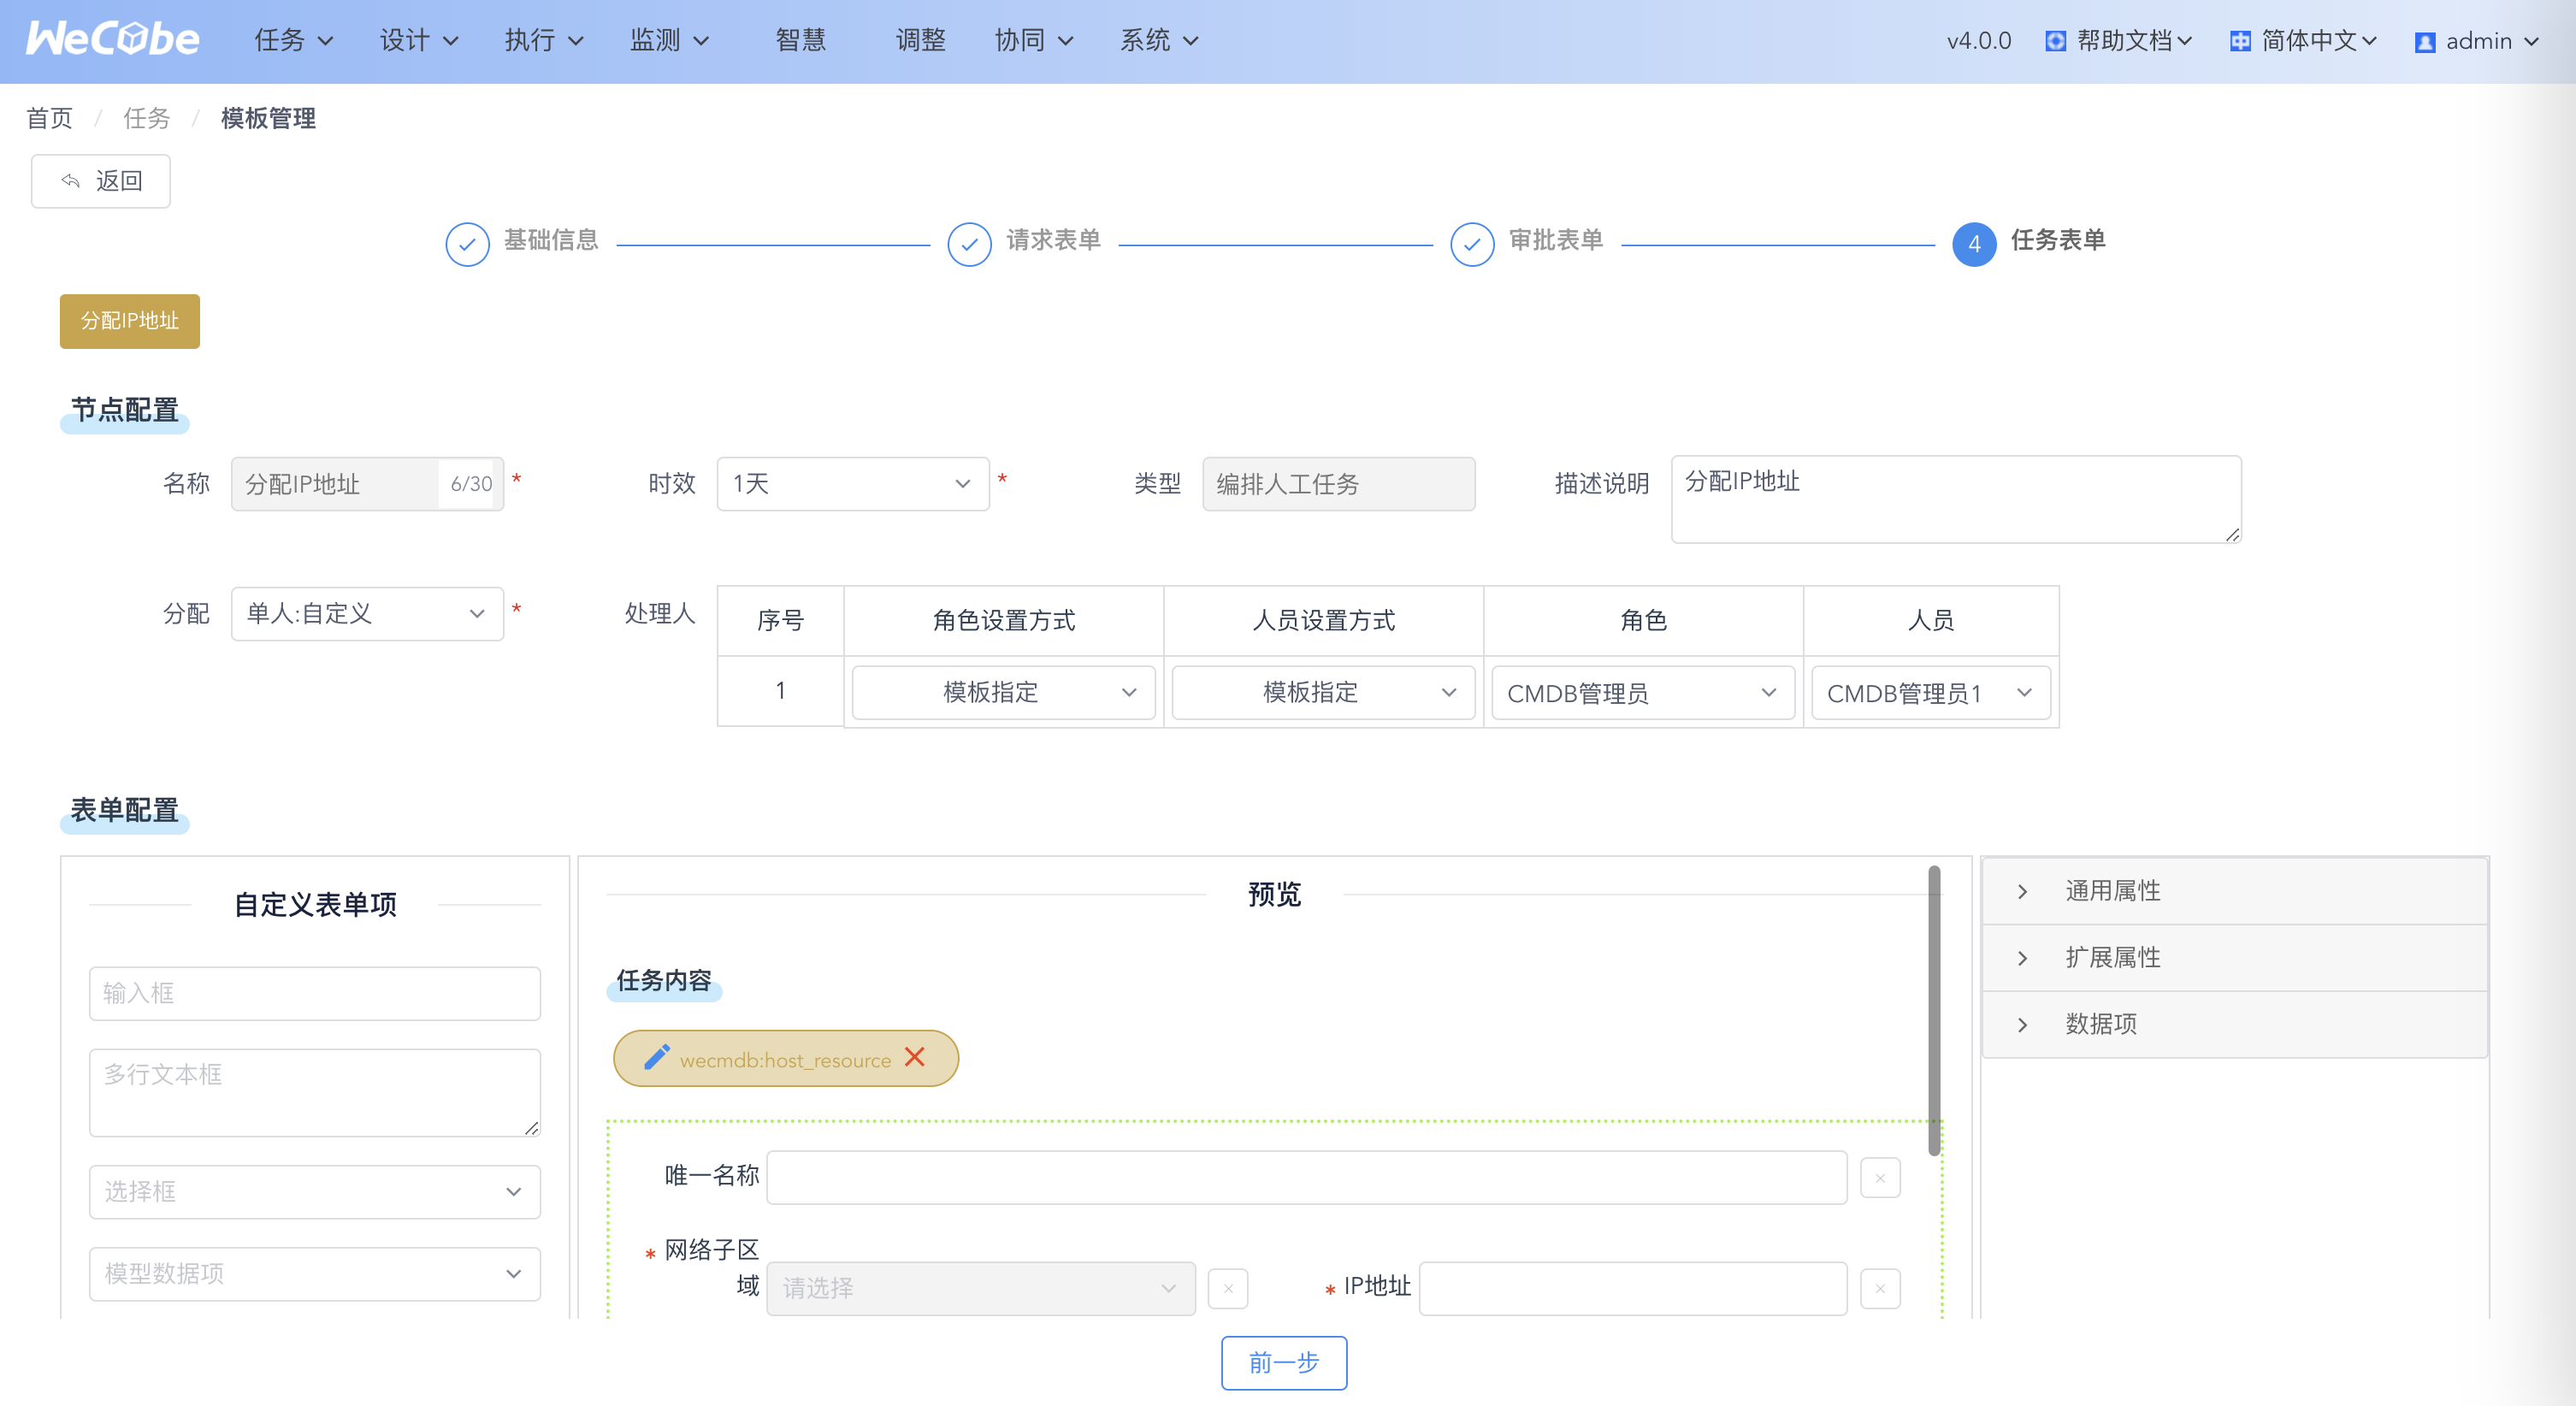 WeCube 任务 设计 执行 监测 智慧 调整 协同 系统 v4.0.0 帮助文档 简体中文 admin
首页 / 任务 / 模板管理
返回
基础信息 请求表单 审批表单 4 任务表单
分配IP地址
节点配置
名称 分配IP地址 6/30 * 时效 1天 * 类型 编排人工任务 描述说明 分配IP地址
分配 单人:自定义 * 处理人 序号 角色设置方式 人员设置方式 角色 人员
1 模板指定 模板指定 CMDB管理员 CMDB管理员1
表单配置
自定义表单项
输入框
多行文本框
选择框
模型数据项
预览
任务内容
wecmdb:host_resource
唯一名称
* 网络子区
域 请选择 * IP地址
通用属性
扩展属性
数据项
前一步